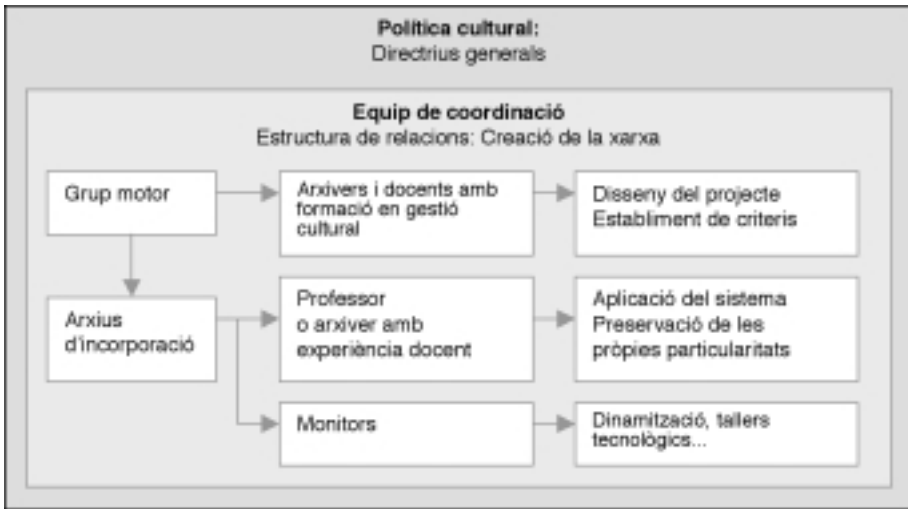 Política cultural:
Directrius generals
Equip de coordinació
Estructura de relacions: Creació de la xarxa
Grup motor
Arxivers i docents amb
formació en gestió
cultural
Disseny del projecte
Establiment de criteris
Arxius
d'incorporació
Professor
o arxiver amb
experiència docent
Aplicació del sistema
Preservació de les
pròpies particularitats
Monitors
Dinamització, tallers
tecnològics...